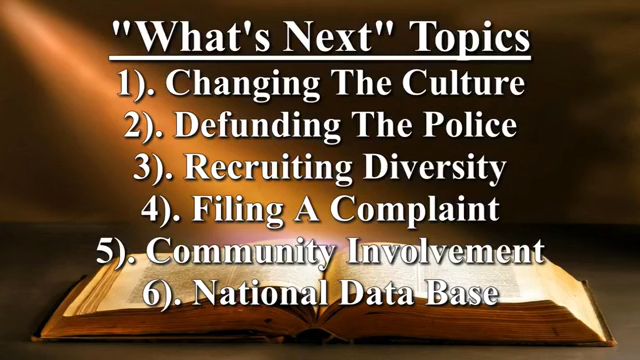 "What's Next" Topics
1). Changing The Culture
2). Defunding The Police
3). Recruiting Diversity
4). Filing A Complaint
5). Community Involvement
6). National Data Base